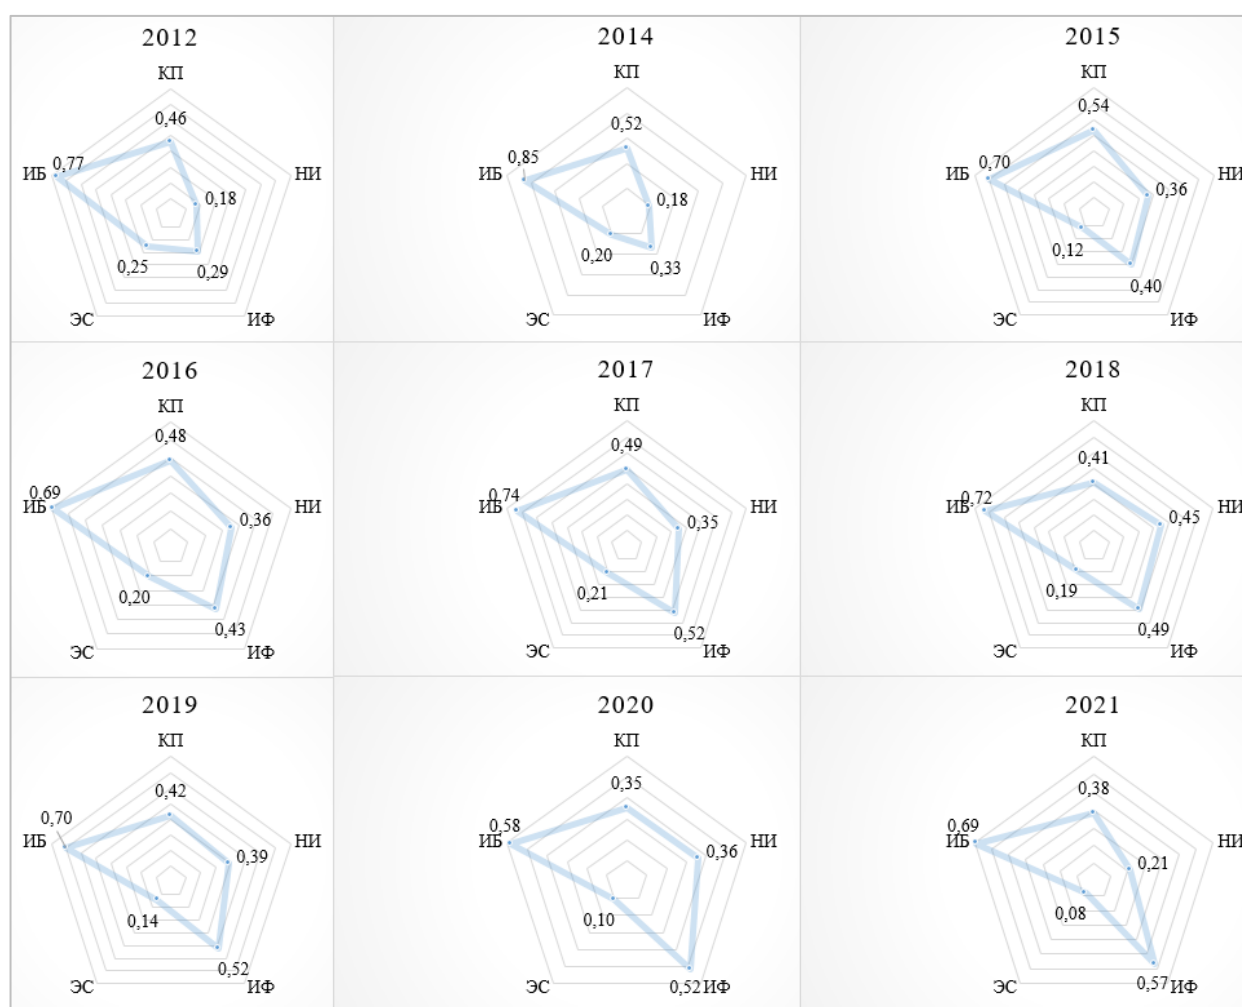 2012
КП
0,46
ИБ
0,77
НИ
0,18
0,25
0,29
ЭС
ИФ
2014
КП
0,52
ИБ
0,85
НИ
0,18
0,20
0,33
ЭС
ИФ
2015
КП
0,54
ИБ
0,70
НИ
0,36
0,12
0,40
ЭС
ИФ
2016
КП
0,48
0,69
ИБ
НИ
0,36
0,20
0,43
ЭС
ИФ
2017
КП
0,49
0,74
ИБ
НИ
0,35
0,21
0,52
ЭС
ИФ
2018
КП
0,41
0,72
ИБ
НИ
0,45
0,19
0,49
ЭС
ИФ
2019
КП
0,42
0,70
ИБ
НИ
0,39
0,14
0,52
ЭС
ИФ
2020
КП
0,35
0,58
ИБ
НИ
0,36
0,10
0,52
ЭС
ИФ
2021
КП
0,38
0,69
ИБ
НИ
0,21
0,08
0,57
ЭС
ИФ